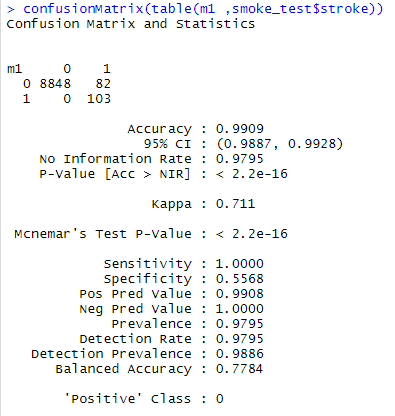 > confusionMatrix(table(m1 ,smoke_test$stroke))
Confusion Matrix and Statistics
m1 0 1
0 8848 82
1 0 103
Accuracy : 0.9909
95% CI : (0.9887, 0.9928)
No Information Rate : 0.9795
P-Value [Acc > NIR] : < 2.2e-16
Kappa : 0.711
Mcnemar's Test P-Value : < 2.2e-16
Sensitivity : 1.0000
Specificity : 0.5568
Pos Pred Value : 0.9908
Neg Pred Value : 1.0000
Prevalence : 0.9795
Detection Rate : 0.9795
Detection Prevalence : 0.9886
Balanced Accuracy : 0.7784
'Positive' Class : 0